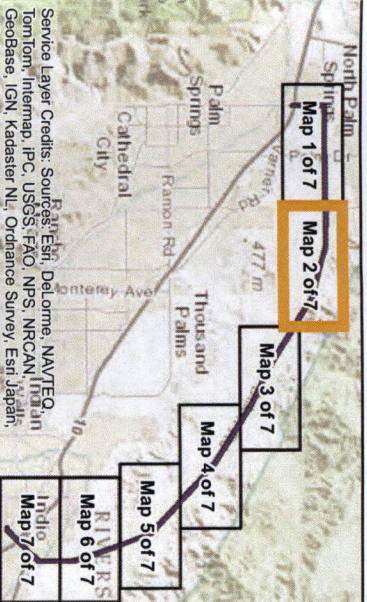 North Palm
Springs
Map 1 of 7
Map 2 of 7
Palm
Springs
Varner Rd
477 m
Cathedral
City
Ramon Rd
Thousand
Palms
Monterey Ave
Map 3 of 7
Map 4 of 7
Map 5 of 7
Map 6 of 7
Map 7 of 7
10
Indian
Wells
RIVERS
Indio
Service Layer Credits: Sources: Esri, DeLorme, NAVTEQ,
TomTom, Intermap, iPC, USGS, FAO, NPS, NRCAN,
GeoBase, IGN, Kadaster NL, Ordnance Survey, Esri Japan,